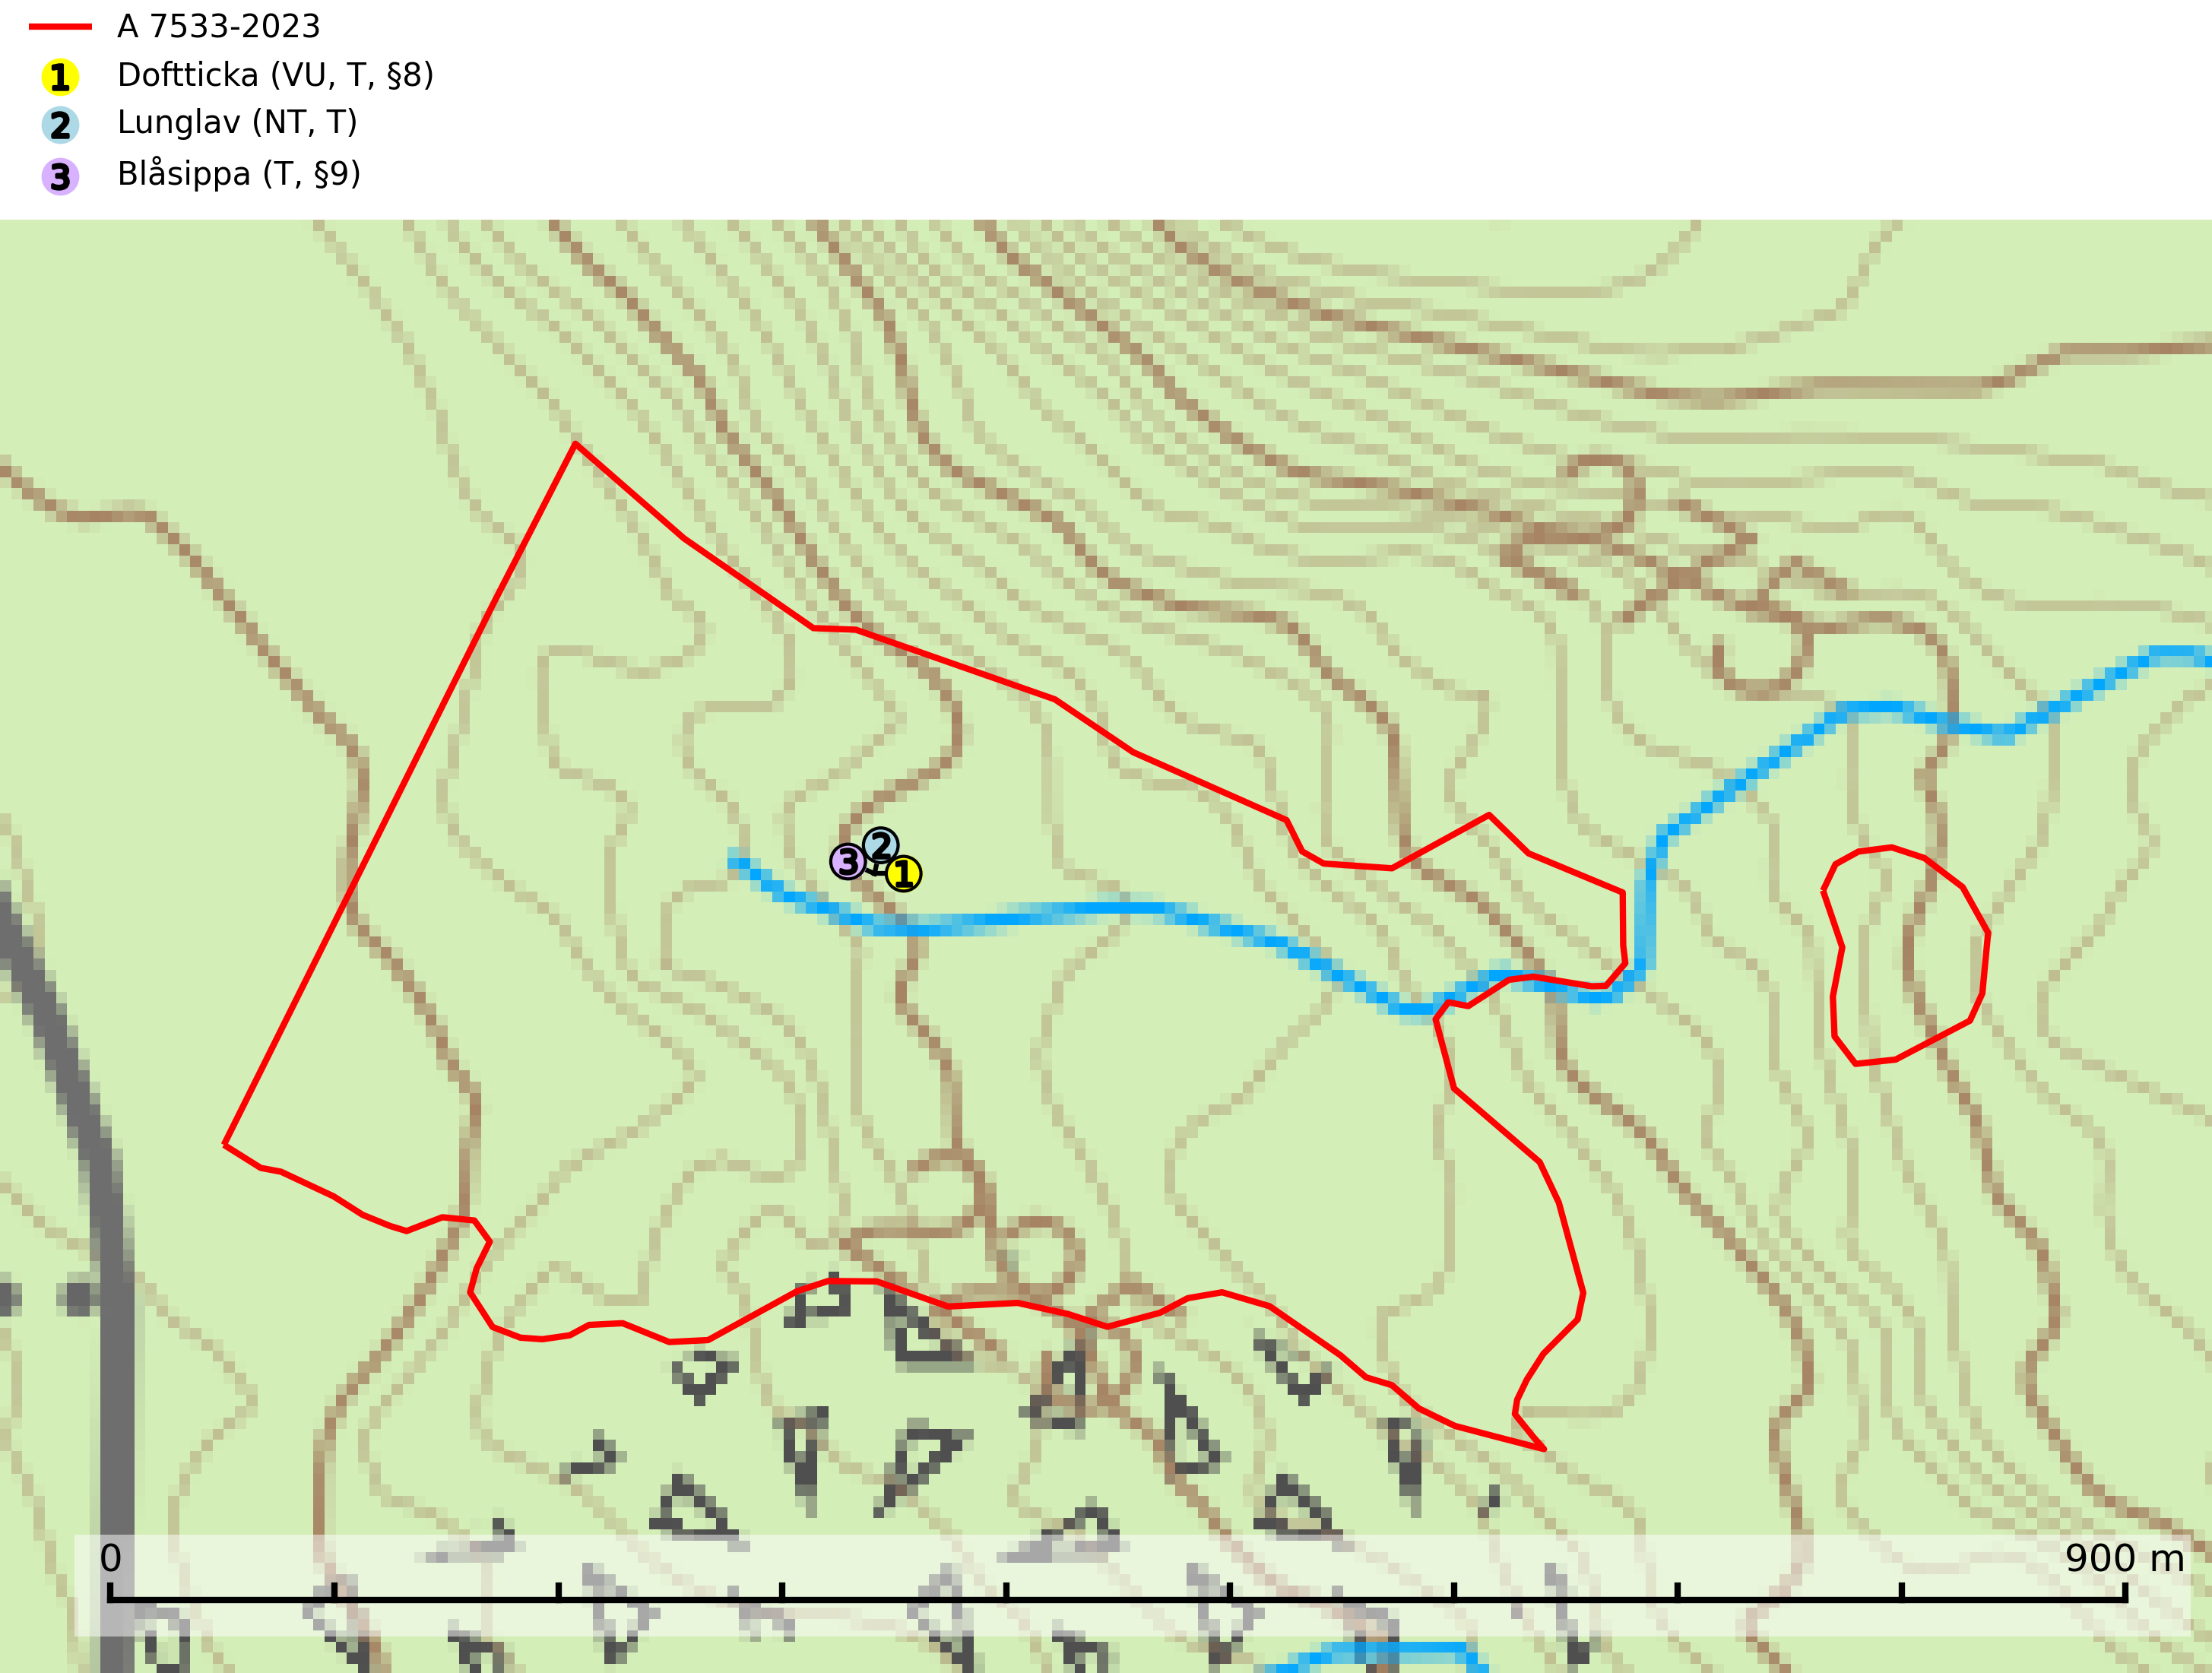 A 7533-2023
1 Doftticka (VU, T, §8)
2 Lunglav (NT, T)
3 Blåsippa (T, §9)
2
3
1
0 900 m